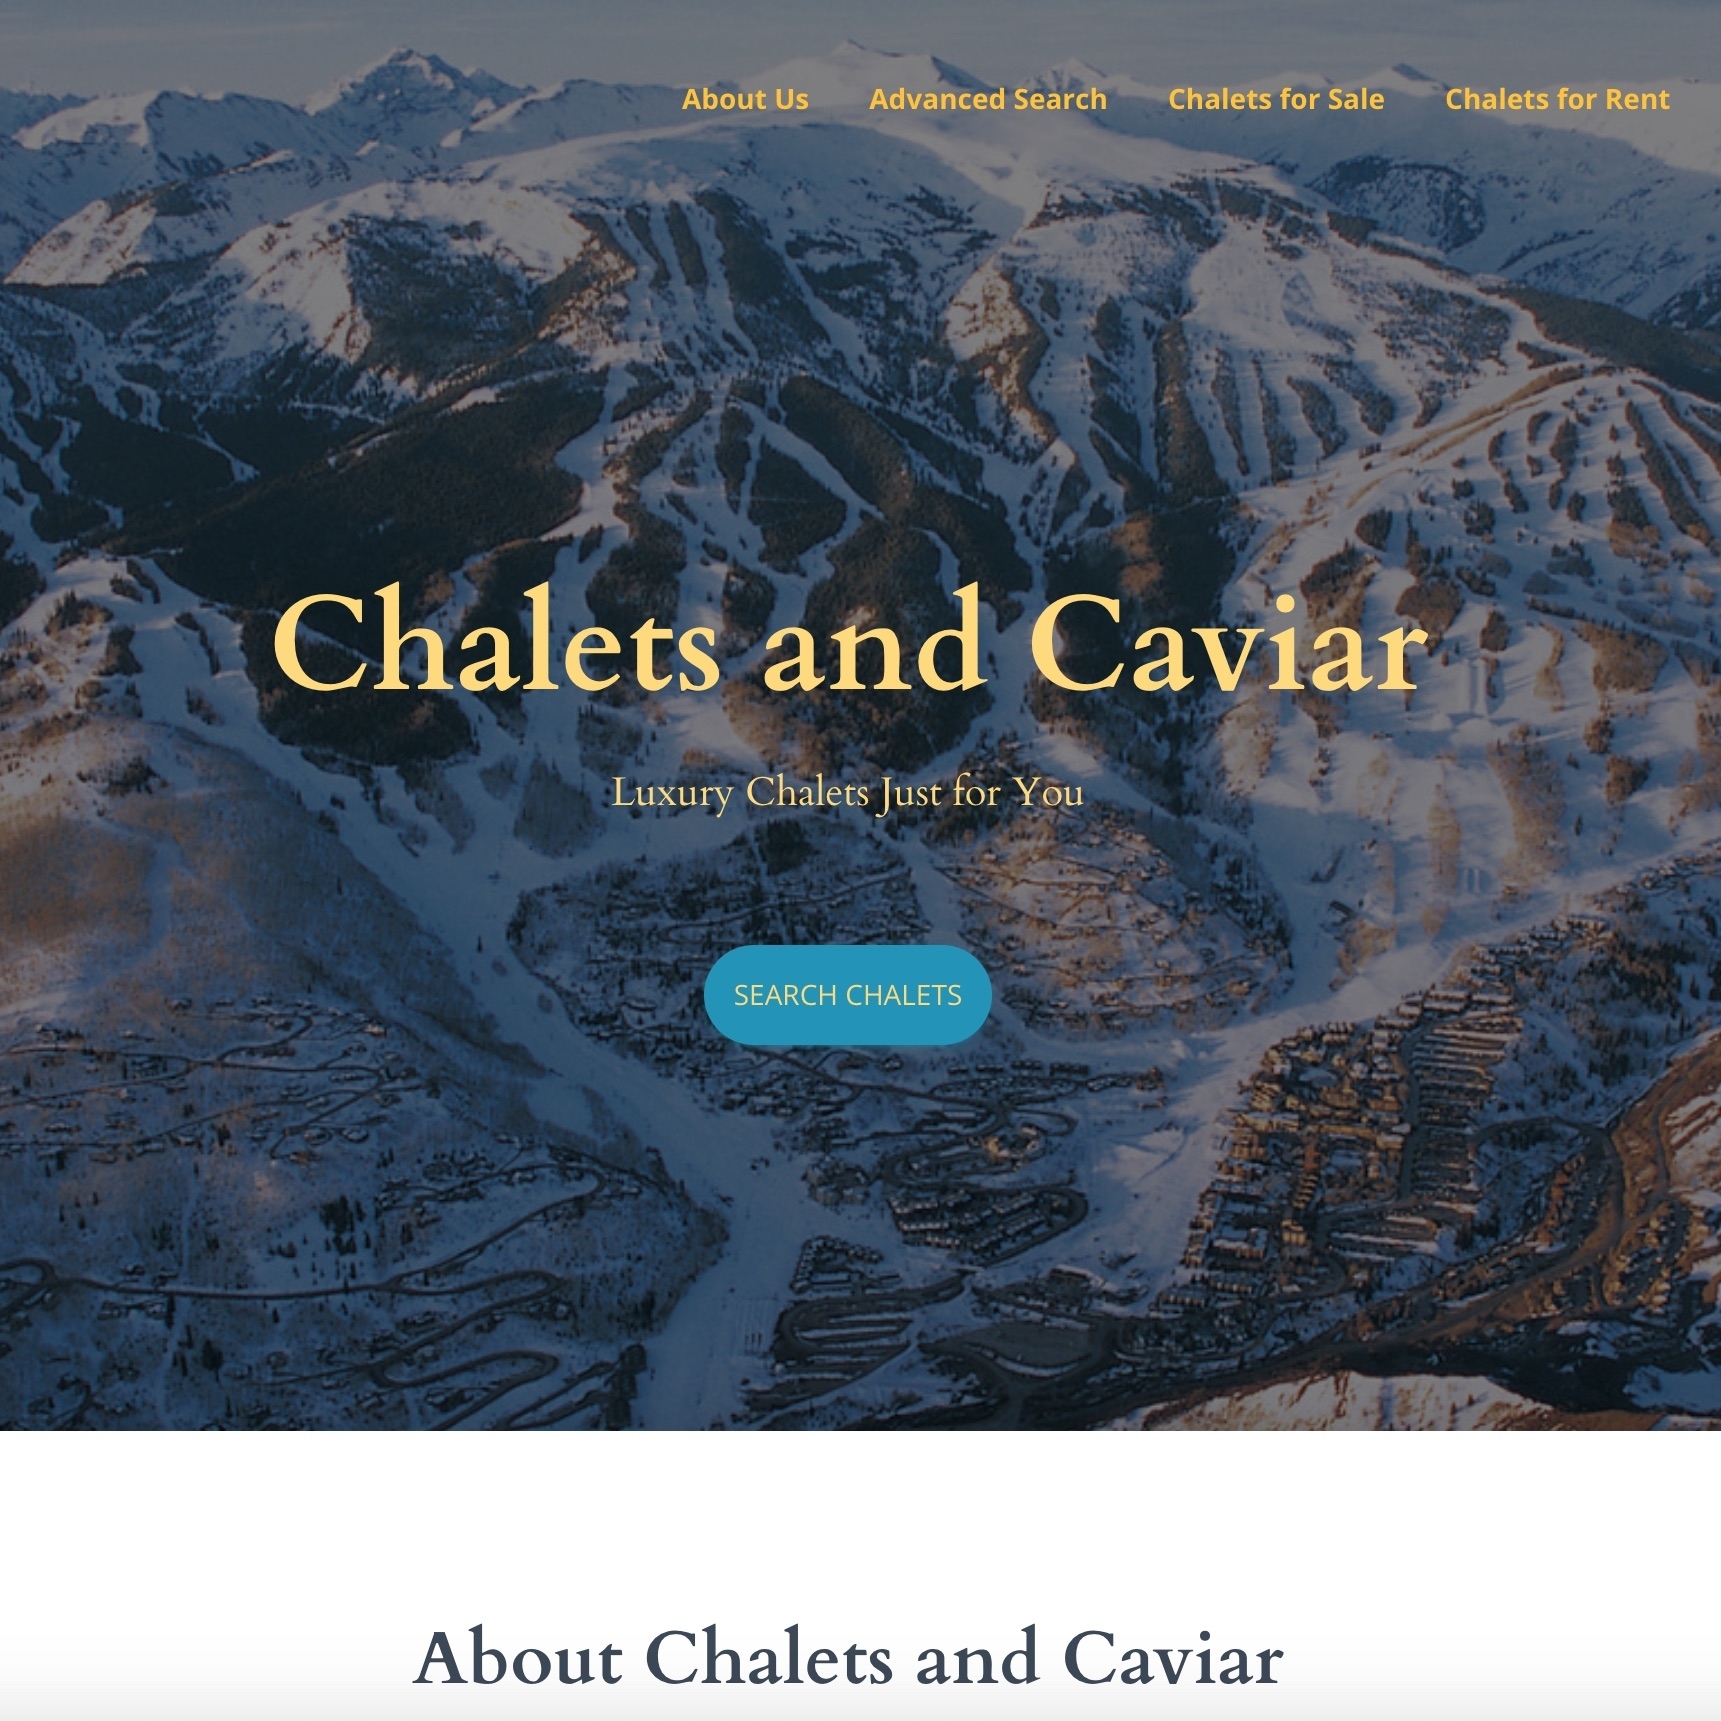 About Us Advanced Search Chalets for Sale Chalets for Rent
Chalets and Caviar
Luxury Chalets Just for You
SEARCH CHALETS
About Chalets and Caviar